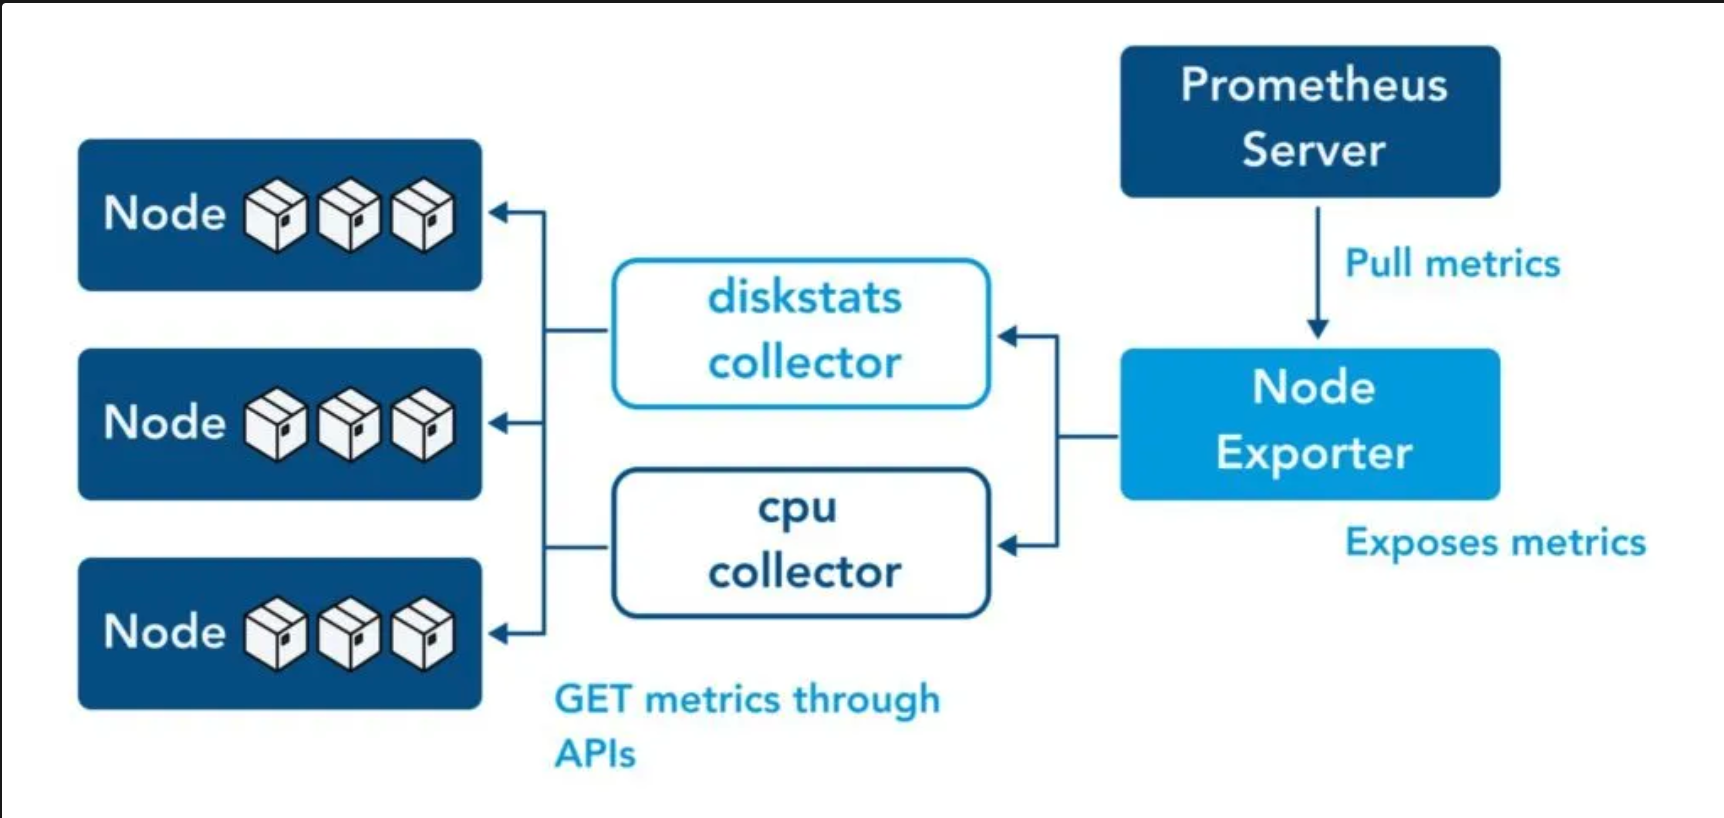 Prometheus
Server
Node
Pull metrics
diskstats
collector
Node
Exporter
Node
cpu
collector
Exposes metrics
Node
GET metrics through
APIs